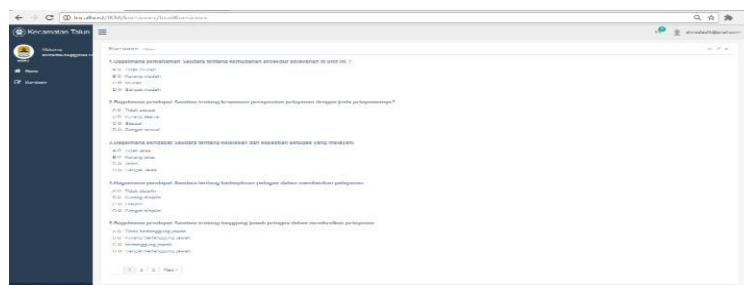 Kecamatan Talun
Welcome
Home
Kuesioner
Kuesioner
1.Bagaimana pemahaman Saudara tentang kemudahan prosedur pelayanan di unit ini ?
A Tidak mudah
B Kurang mudah
C Mudah
D Sangat mudah
2.Bagaimana pendapat Saudara tentang kesamaan persyaratan pelayanan dengan jenis pelayanannya?
A Tidak sesuai
B Kurang sesuai
C Sesuai
D Sangat sesuai
3.Bagaimana pendapat Saudara tentang kejelasan dan kepastian petugas yang melayani
A Tidak jelas
B Kurang jelas
C Jelas
D Sangat jelas
4.Bagaimana pendapat Saudara tentang kedisiplinan petugas dalam memberikan pelayanan
A Tidak disiplin
B Kurang disiplin
C Disiplin
D Sangat disiplin
5.Bagaimana pendapat Saudara tentang tanggung jawab petugas dalam memberikan pelayanan
A Tidak bertanggung jawab
B Kurang bertanggung jawab
C Bertanggung jawab
D Sangat bertanggung jawab
1 2 3 Next